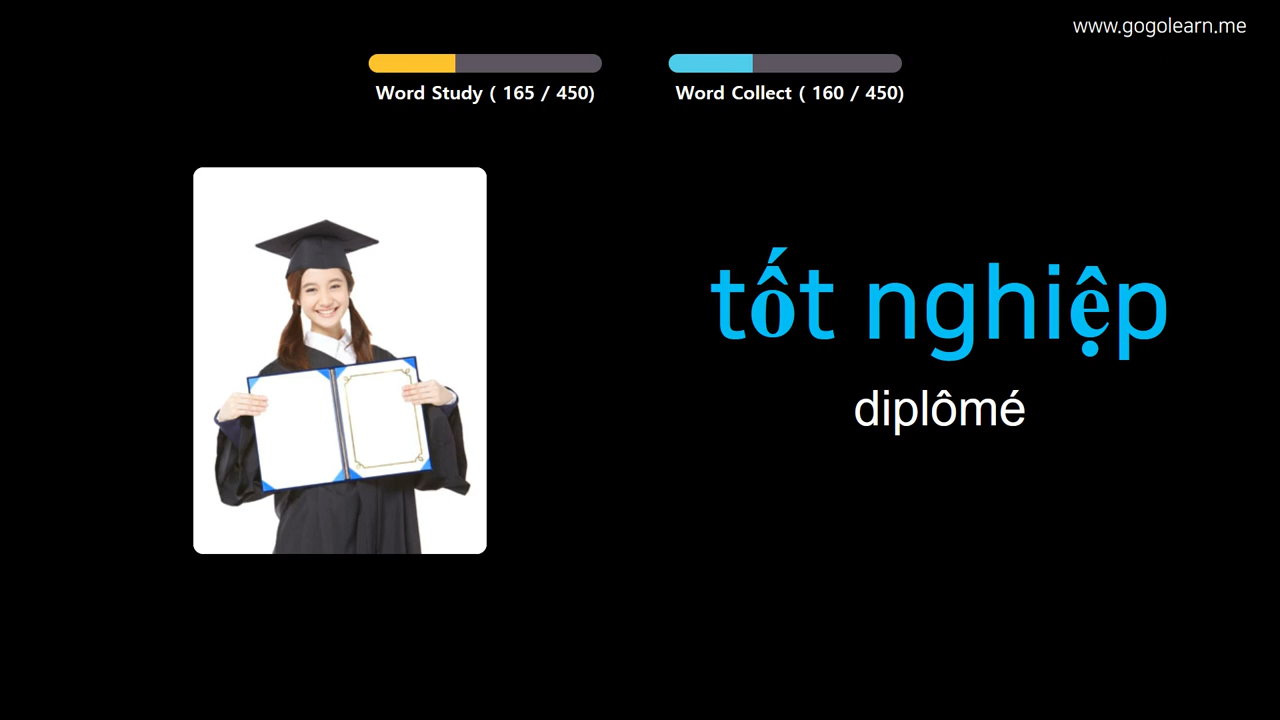 www.gogolearn.me
Word Study ( 165 / 450)
Word Collect ( 160 / 450)
tốt nghiệp
diplômé